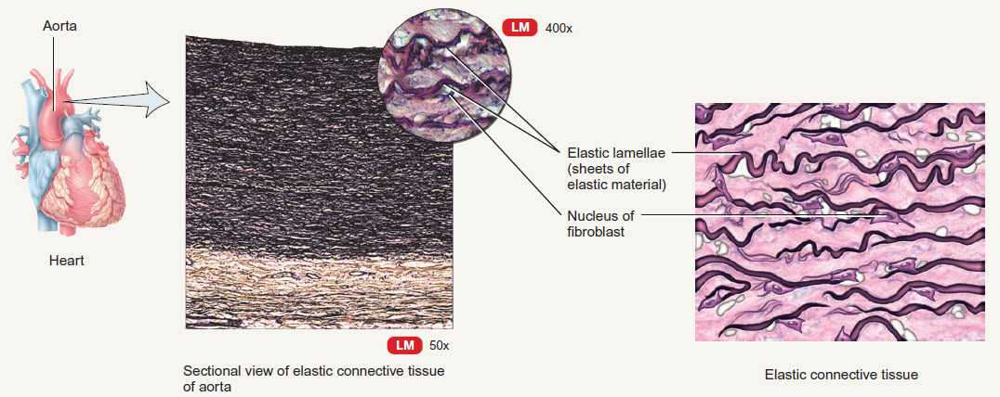 Aorta
LM 400x
Elastic lamellae
(sheets of
elastic material)
Nucleus of
fibroblast
Heart
LM 50x
Sectional view of elastic connective tissue
of aorta
Elastic connective tissue